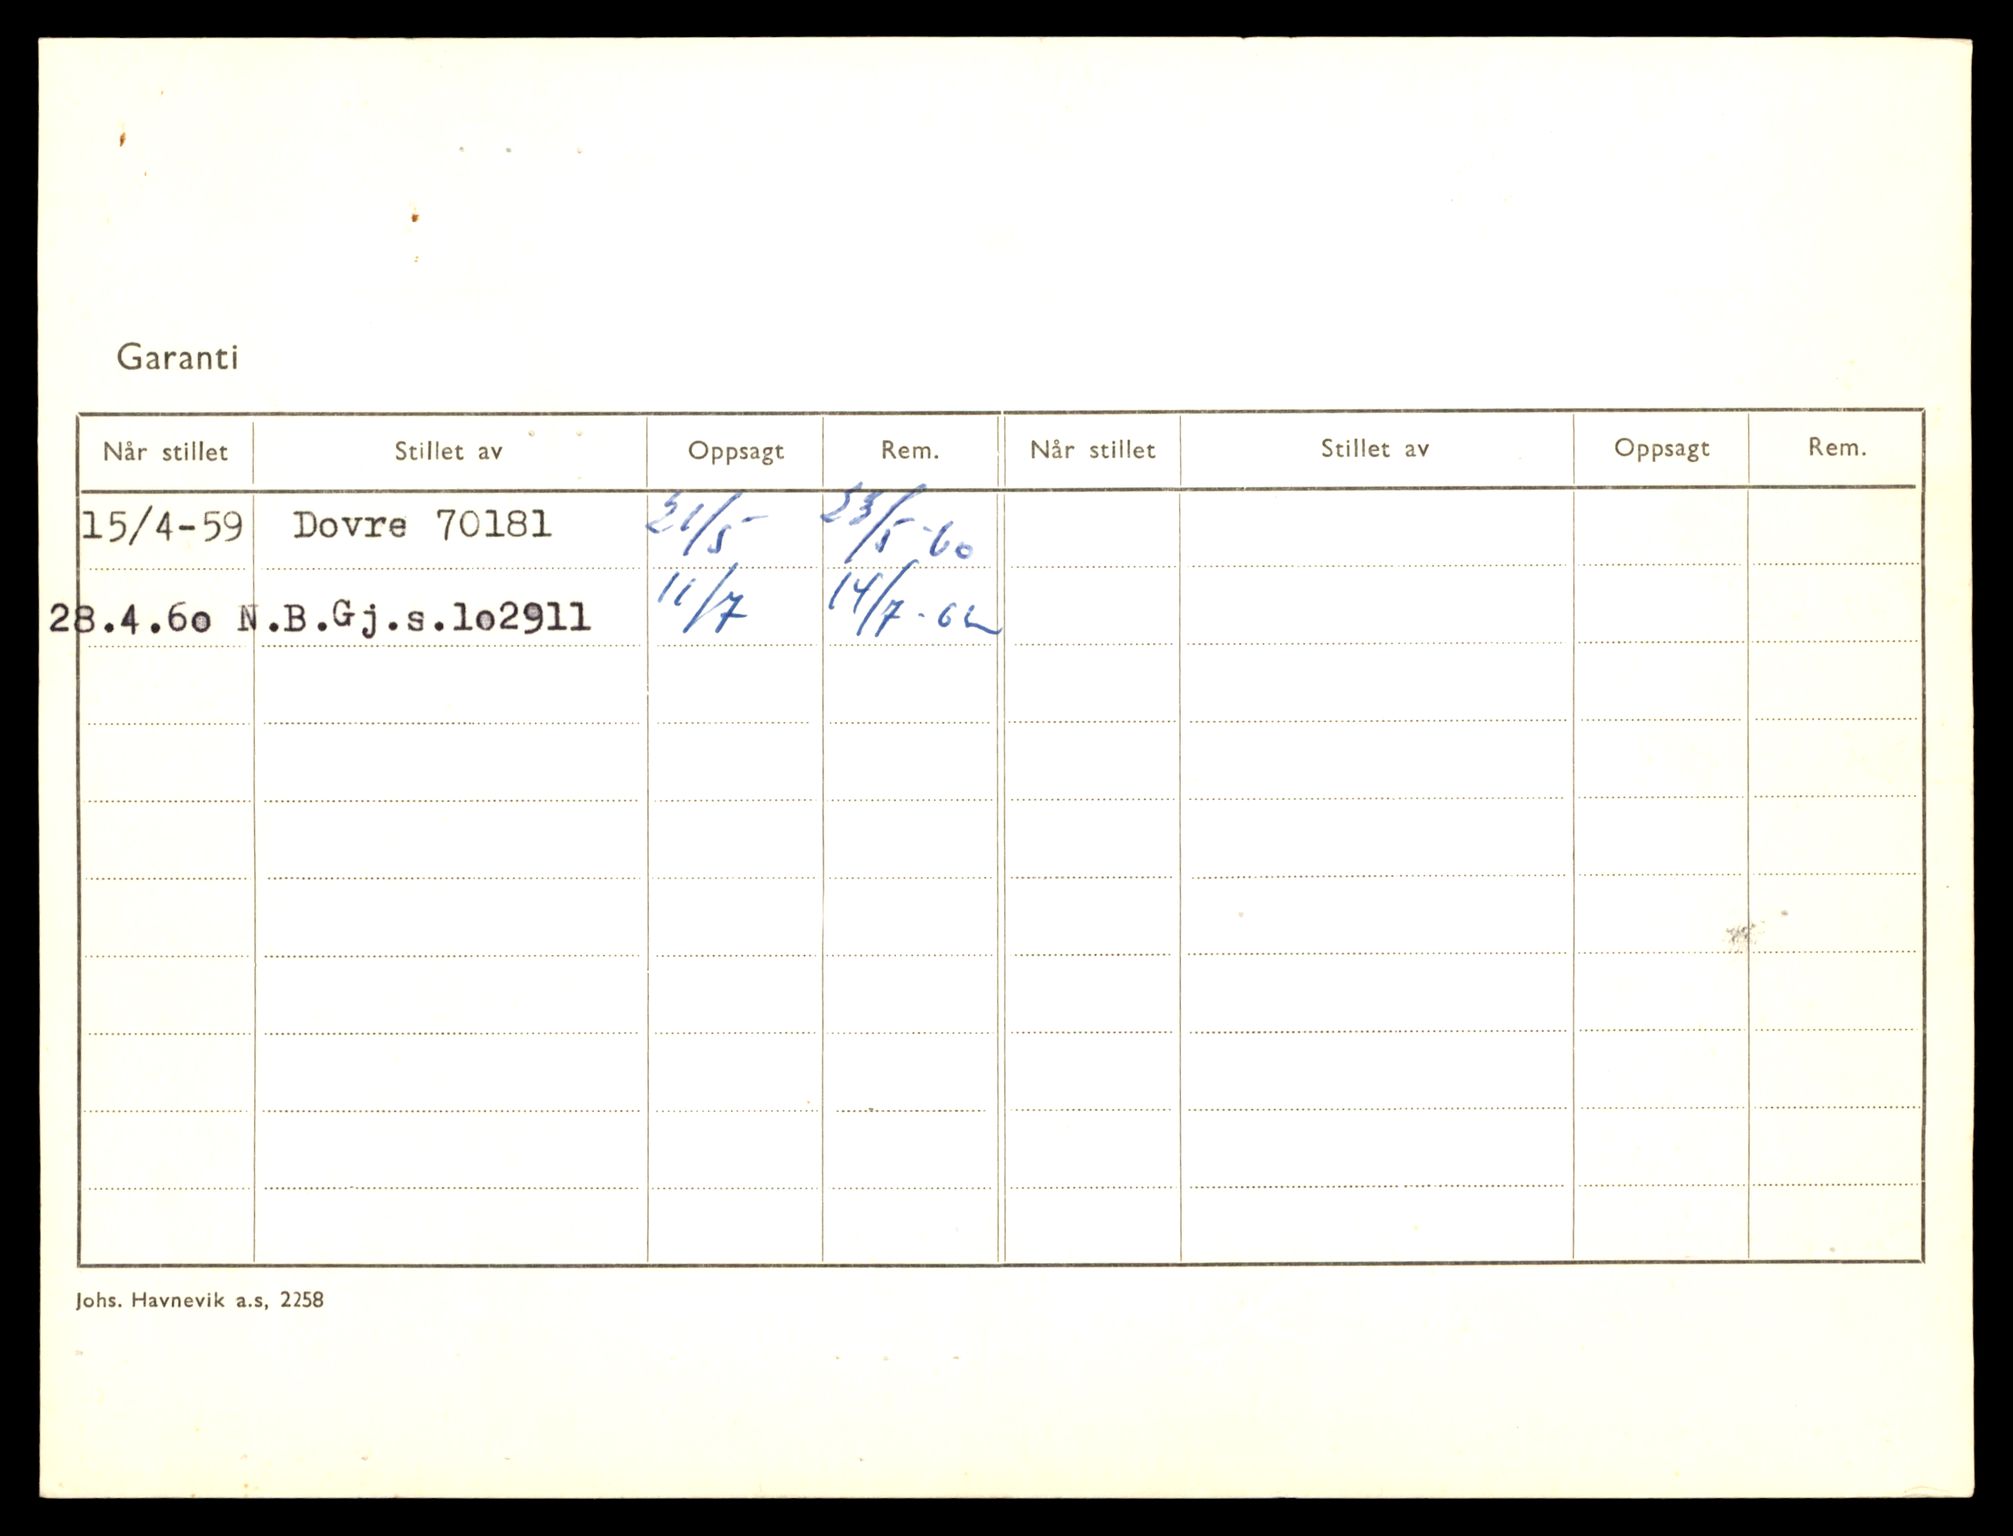 Garanti
Når stillet Stillet av Oppsagt Rem. Når stillet Stillet av Oppsagt Rem.
15/4-59 Dovre 70181 21/5 23/5-60
28.4.60 N.B.Gj.s.102911 11/7 14/7-62
Johs. Havnevik a.s, 2258